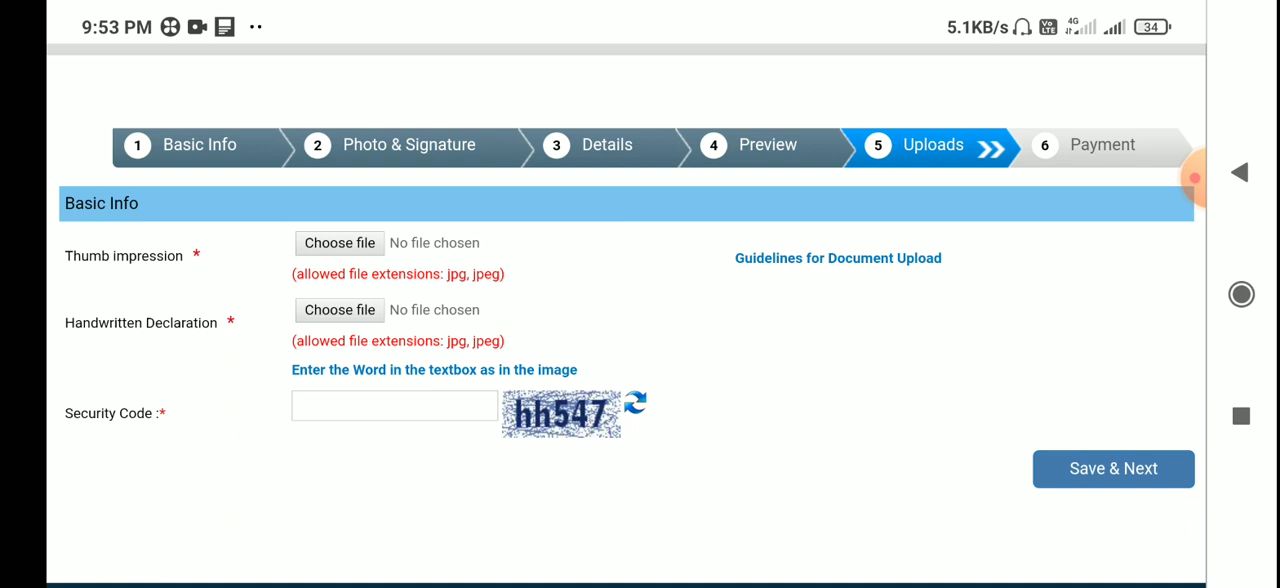 9:53 PM
5.1KB/s Vo LTE 4G 34
1 Basic Info 2 Photo & Signature 3 Details 4 Preview 5 Uploads 6 Payment
Basic Info
Thumb impression * Choose file No file chosen
(allowed file extensions: jpg, jpeg)
Guidelines for Document Upload
Handwritten Declaration * Choose file No file chosen
(allowed file extensions: jpg, jpeg)
Enter the Word in the textbox as in the image
Security Code :* hh547
Save & Next